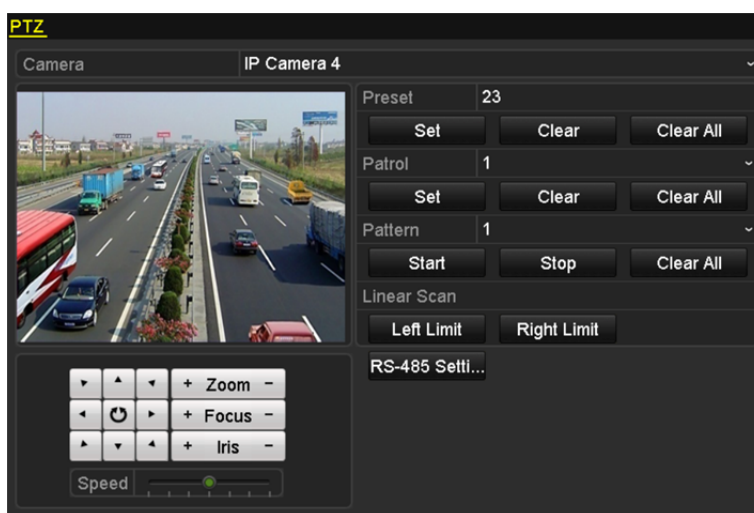 PTZ
Camera IP Camera 4
Preset 23
Set Clear Clear All
Patrol 1
Set Clear Clear All
Pattern 1
Start Stop Clear All
Linear Scan
Left Limit Right Limit
RS-485 Setti...
+ Zoom -
+ Focus -
+ Iris -
Speed